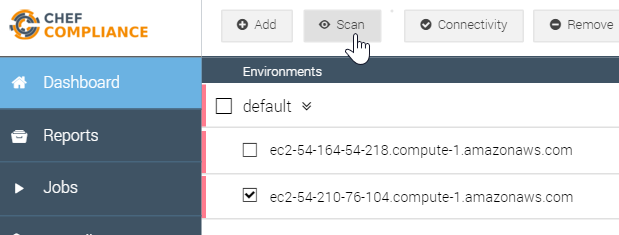 CHEF
COMPLIANCE
Add
Scan
Connectivity
Remove
Dashboard
Environments
default
Reports
ec2-54-164-54-218.compute-1.amazonaws.com
Jobs
ec2-54-210-76-104.compute-1.amazonaws.com